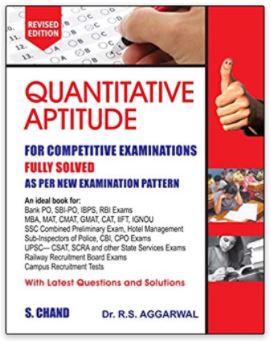 REVISED
EDITION
QUANTITATIVE
APTITUDE
FOR COMPETITIVE EXAMINATIONS
FULLY SOLVED
AS PER NEW EXAMINATION PATTERN
An ideal book for:
Bank PO, SBI-PO, IBPS, RBI Exams
MBA, MAT, CMAT, GMAT, CAT, IIFT, IGNOU
SSC Combined Preliminary Exam, Hotel Management
Sub-Inspectors of Police, CBI, CPO Exams
UPSC— CSAT, SCRA and other State Services Exams
Railway Recruitment Board Exams
Campus Recruitment Tests
With Latest Questions and Solutions
S. CHAND
Dr. R.S. AGGARWAL